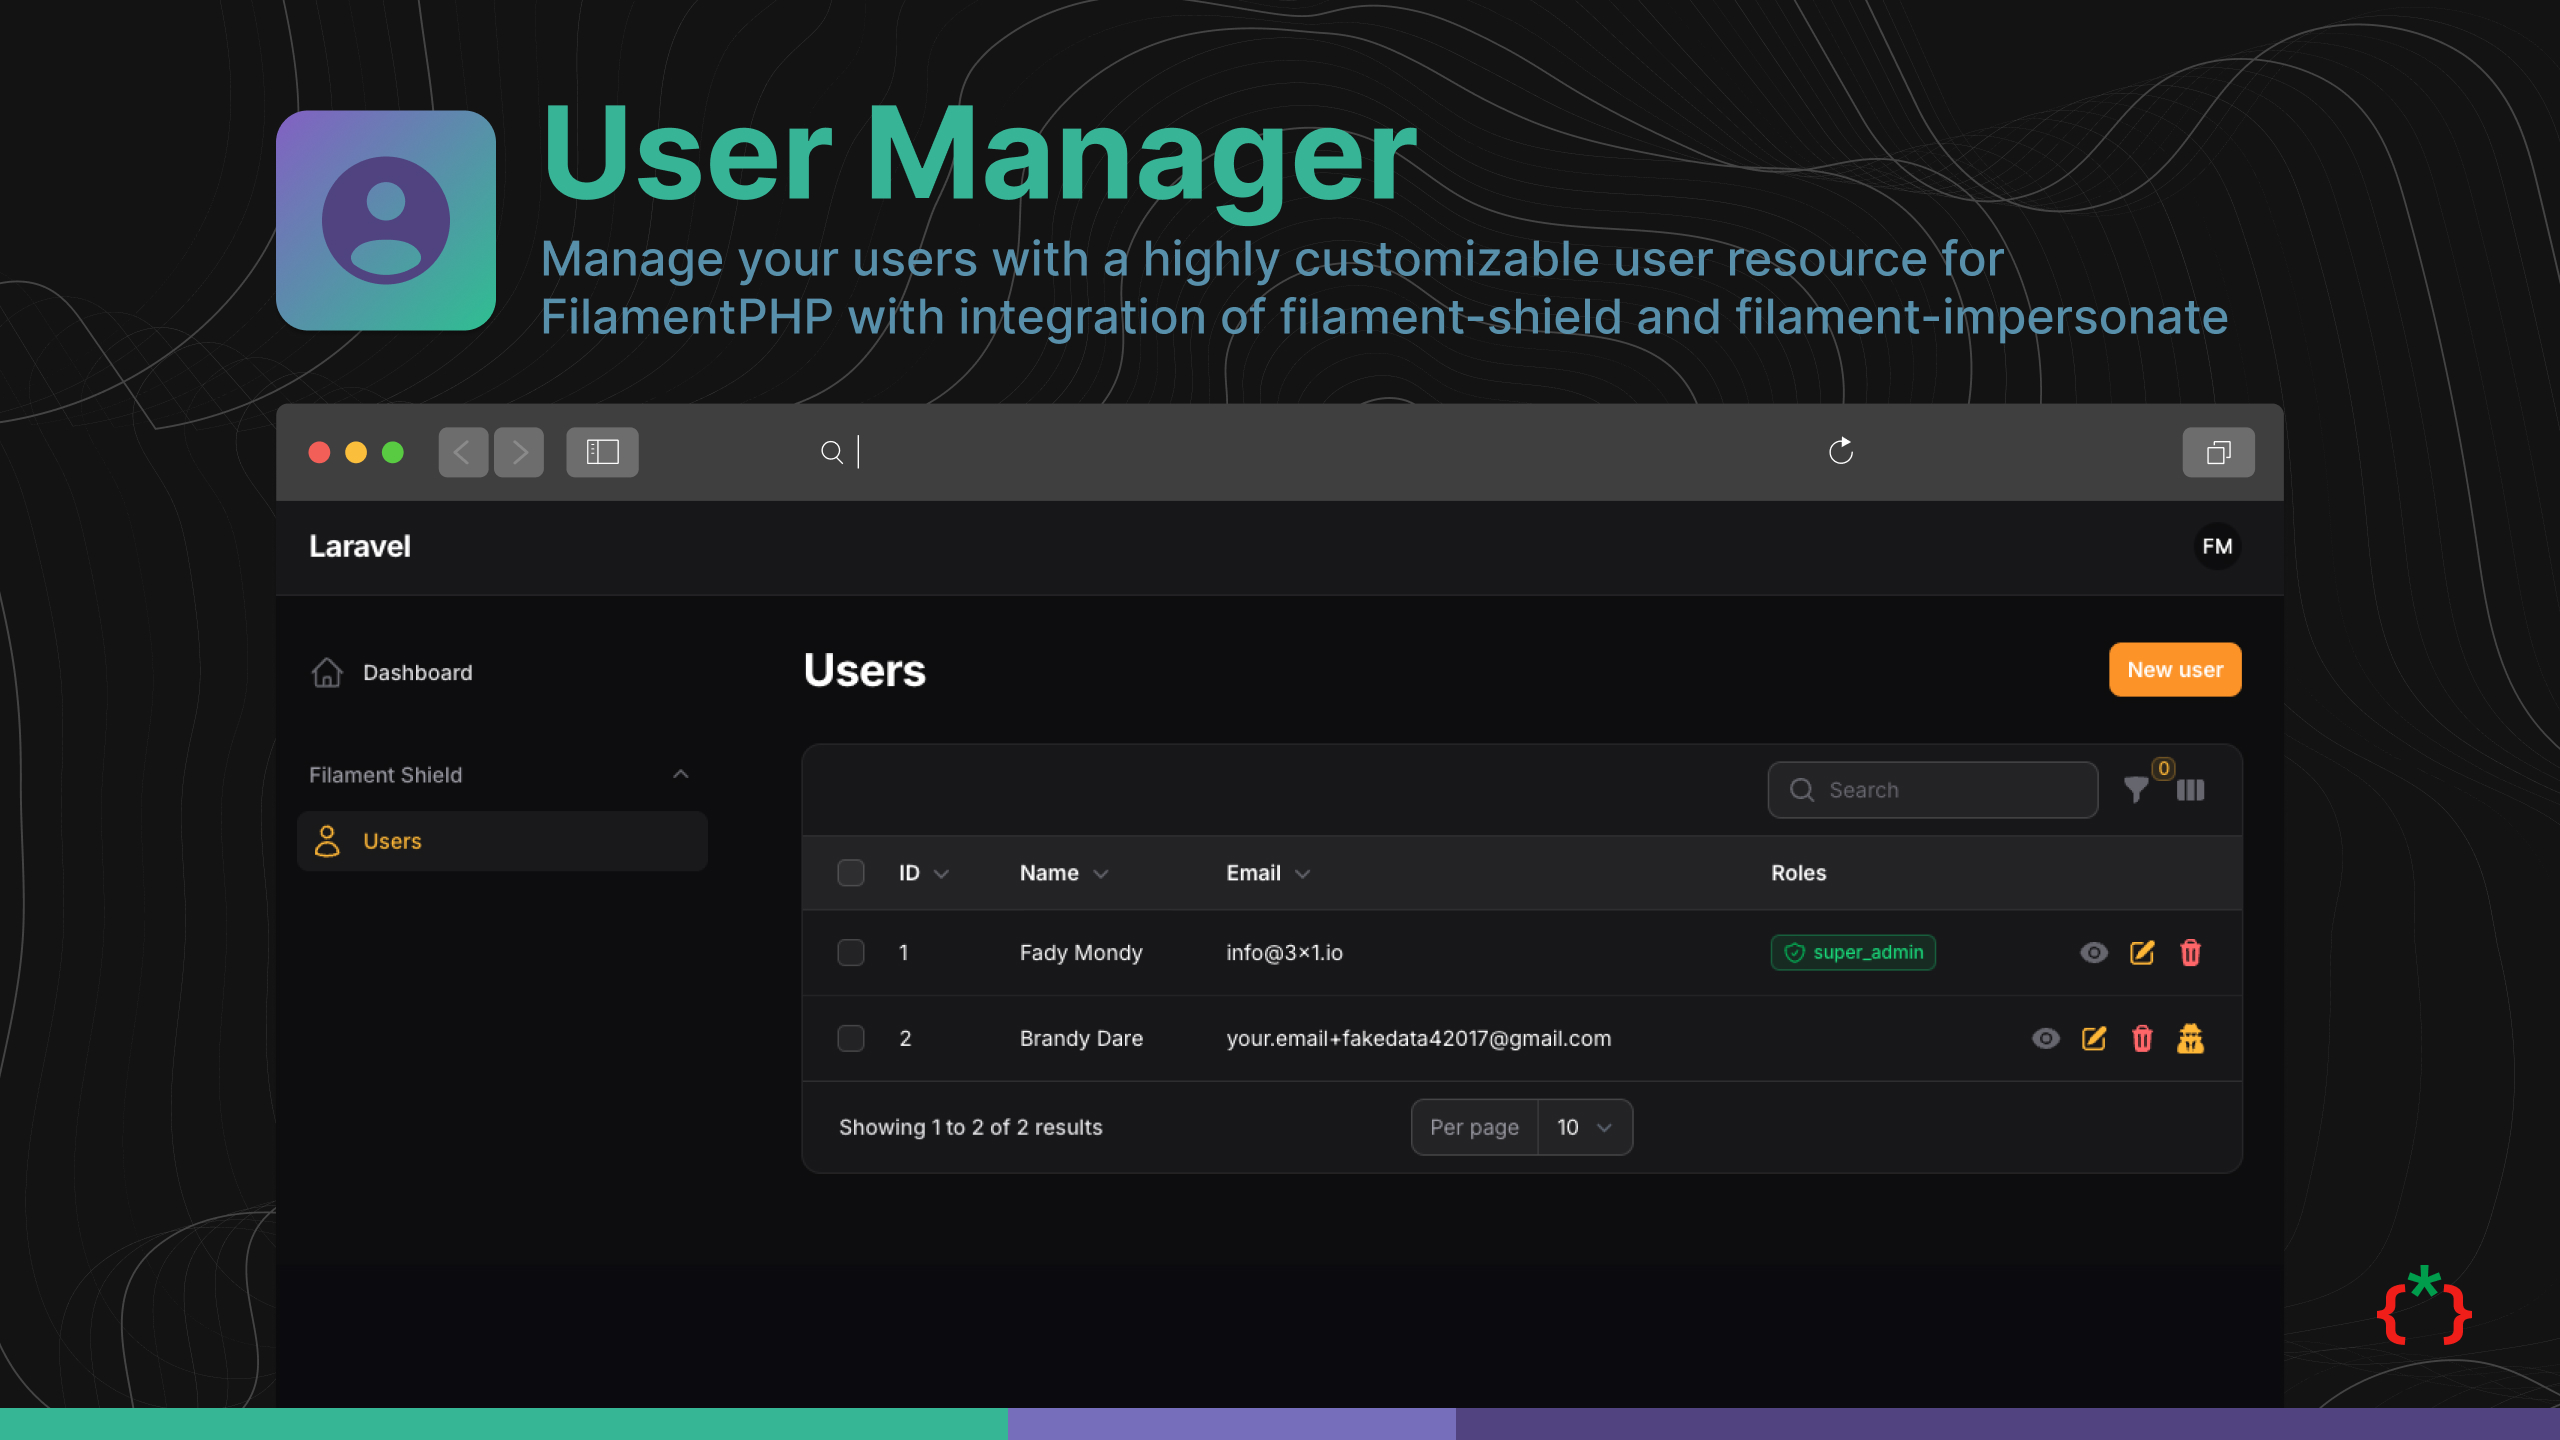 User Manager
Manage your users with a highly customizable user resource for
FilamentPHP with integration of filament-shield and filament-impersonate
Laravel
FM
Dashboard
Users
New user
Filament Shield
Users
Search
0
ID Name Email Roles
1 Fady Mondy info@3x1.io super_admin
2 Brandy Dare your.email+fakedata42017@gmail.com
Showing 1 to 2 of 2 results
Per page 10
{*}